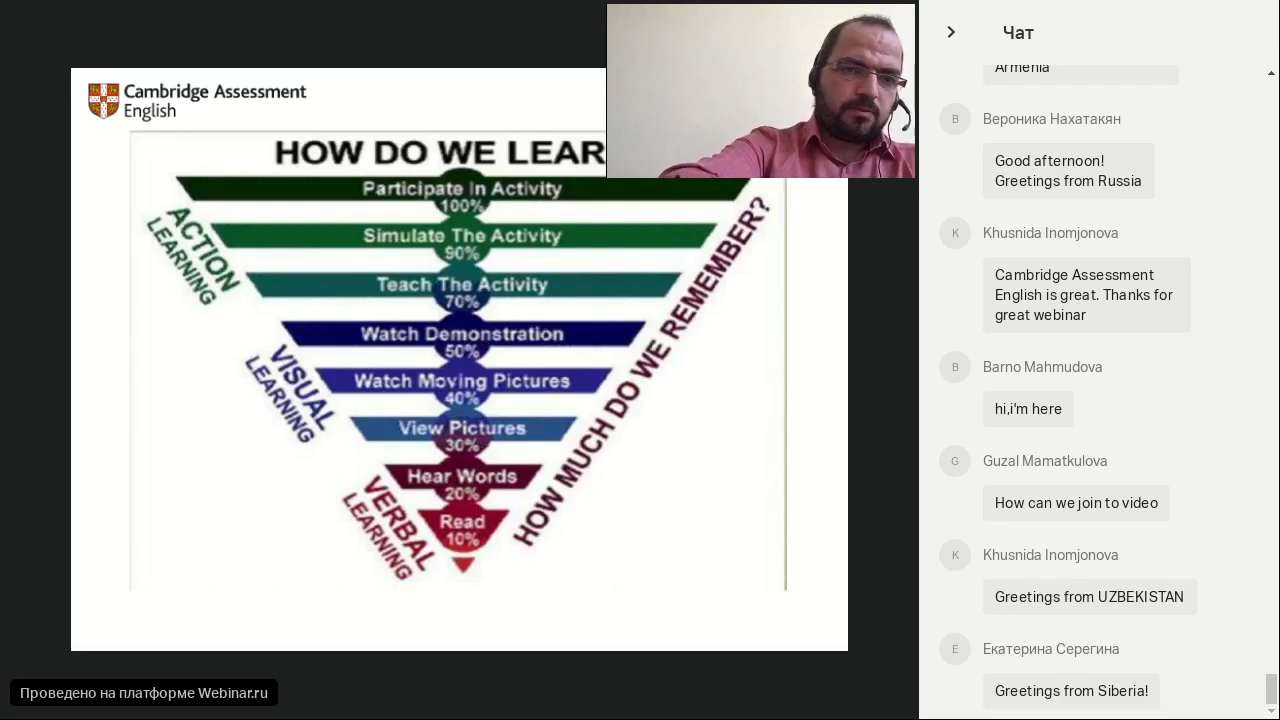 Cambridge Assessment
English
HOW DO WE LEAR
Participate In Activity
100%
Simulate The Activity
90%
Teach The Activity
70%
Watch Demonstration
50%
Watch Moving Pictures
40%
View Pictures
30%
Hear Words
20%
Read
10%
ACTION
LEARNING
VISUAL
LEARNING
VERBAL
LEARNING
HOW MUCH DO WE REMEMBER?
Проведено на платформе Webinar.ru
Чат
Armenia
В
Вероника Нахатакян
Good afternoon!
Greetings from Russia
K
Khusnida Inomjonova
Cambridge Assessment
English is great. Thanks for
great webinar
B
Barno Mahmudova
hi,i'm here
G
Guzal Mamatkulova
How can we join to video
K
Khusnida Inomjonova
Greetings from UZBEKISTAN
Е
Екатерина Серегина
Greetings from Siberia!